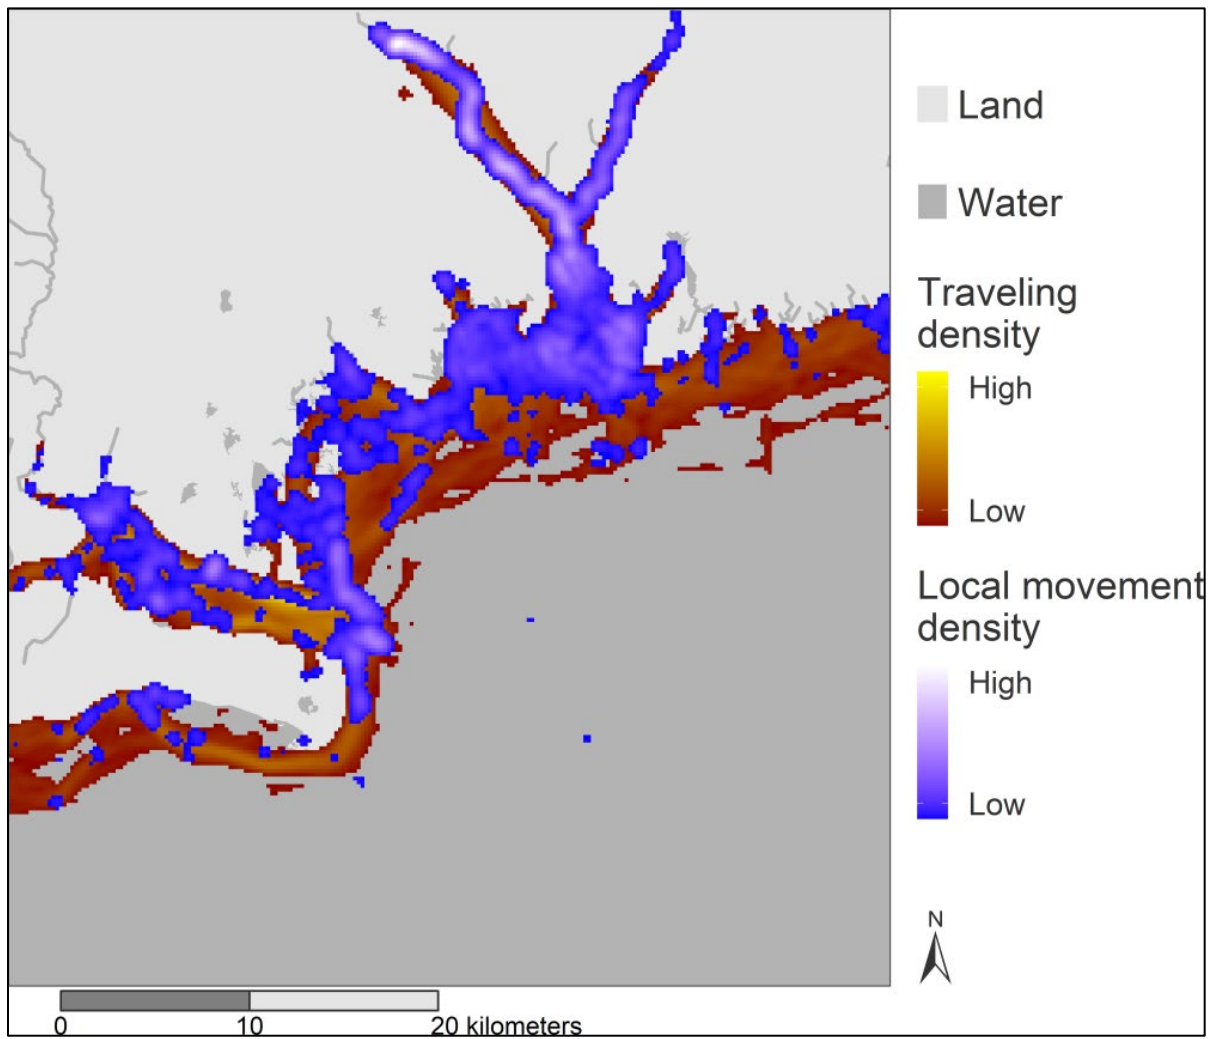 Land
Water
Traveling
density
High
Low
Local movement
density
High
Low
N
0 10 20 kilometers